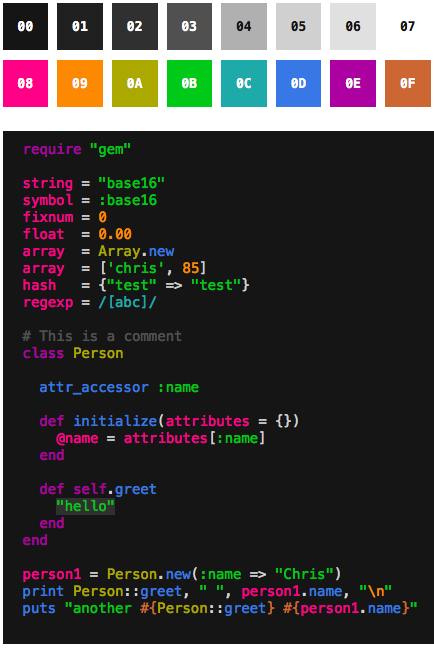 00 01 02 03 04 05 06 07
08 09 0A 0B 0C 0D 0E 0F
require "gem"
string = "base16"
symbol = :base16
fixnum = 0
float  = 0.00
array  = Array.new
array  = ['chris', 85]
hash   = {"test" => "test"}
regexp = /[abc]/
# This is a comment
class Person
  attr_accessor :name
  def initialize(attributes = {})
    @name = attributes[:name]
  end
  def self.greet
    "hello"
  end
end
person1 = Person.new(:name => "Chris")
print Person::greet, " ", person1.name, "\n"
puts "another #{Person::greet} #{person1.name}"